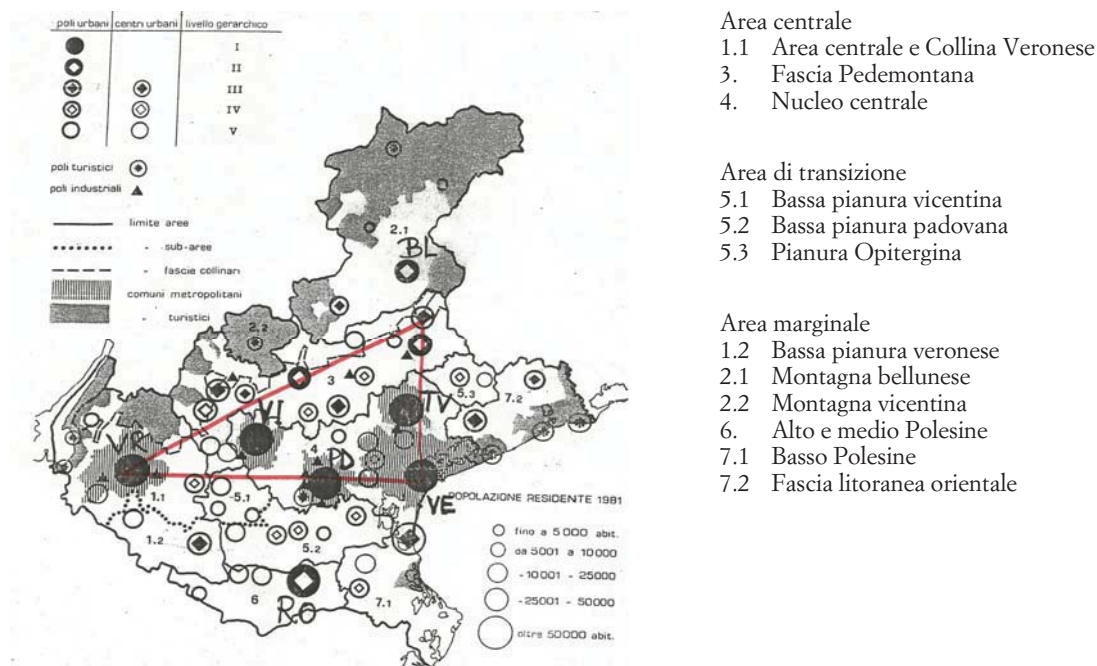 poli urbani centri urbani livello gerarchico
I
II
III
IV
V
poli turistici
poli industriali
limite aree
" sub-aree
" fascie collinari
comuni metropolitani
" turistici
2.1
BL
2.2
3
5.3
7.2
TV
VI
VR
4
PD
1.1
5.1
VE
1.2
5.2
6
RO
7.1
POPOLAZIONE RESIDENTE 1981
fino a 5000 abit.
da 5001 a 10000
-10001 - 25000
-25001 - 50000
oltre 50000 abit.
Area centrale
1.1 Area centrale e Collina Veronese
3. Fascia Pedemontana
4. Nucleo centrale
Area di transizione
5.1 Bassa pianura vicentina
5.2 Bassa pianura padovana
5.3 Pianura Opitergina
Area marginale
1.2 Bassa pianura veronese
2.1 Montagna bellunese
2.2 Montagna vicentina
6. Alto e medio Polesine
7.1 Basso Polesine
7.2 Fascia litoranea orientale